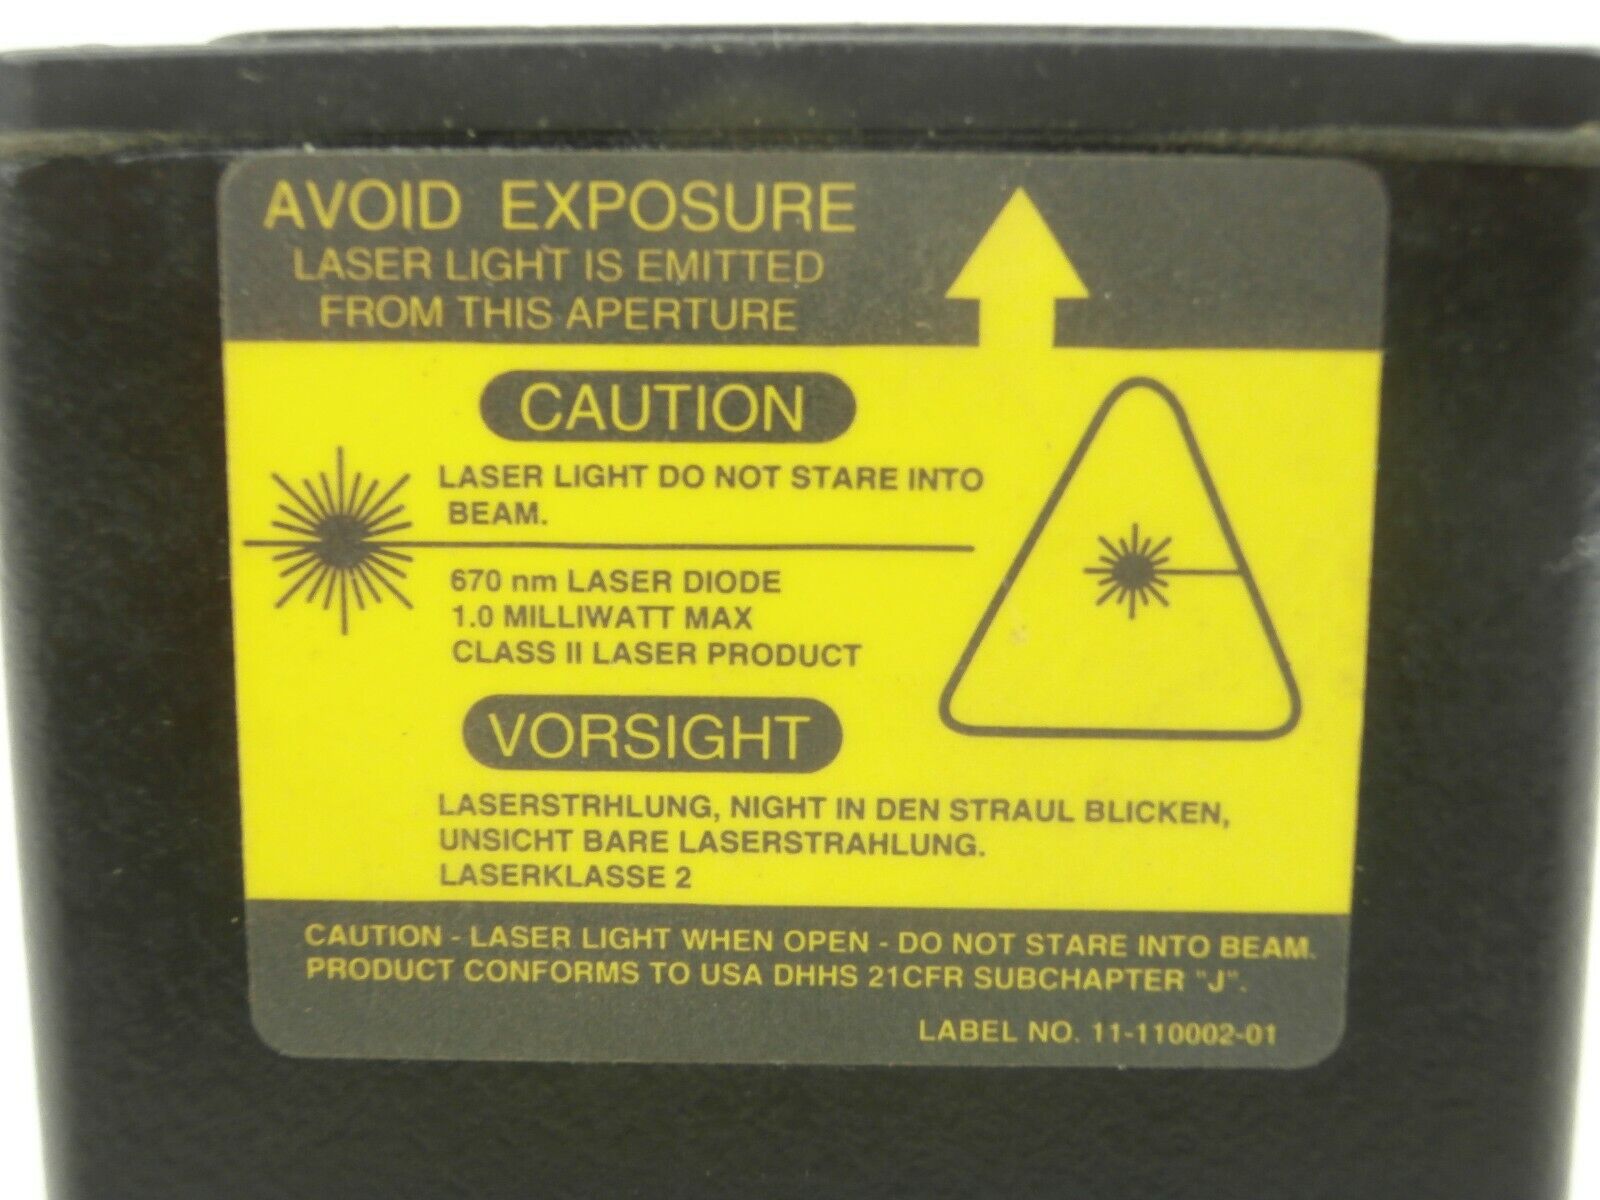 AVOID EXPOSURE
LASER LIGHT IS EMITTED
FROM THIS APERTURE
CAUTION
LASER LIGHT DO NOT STARE INTO
BEAM.
670 nm LASER DIODE
1.0 MILLIWATT MAX
CLASS II LASER PRODUCT
VORSIGHT
LASERSTRHLUNG, NIGHT IN DEN STRAUL BLICKEN,
UNSICHT BARE LASERSTRAHLUNG.
LASERKLASSE 2
CAUTION - LASER LIGHT WHEN OPEN - DO NOT STARE INTO BEAM.
PRODUCT CONFORMS TO USA DHHS 21CFR SUBCHAPTER "J".
LABEL NO. 11-110002-01